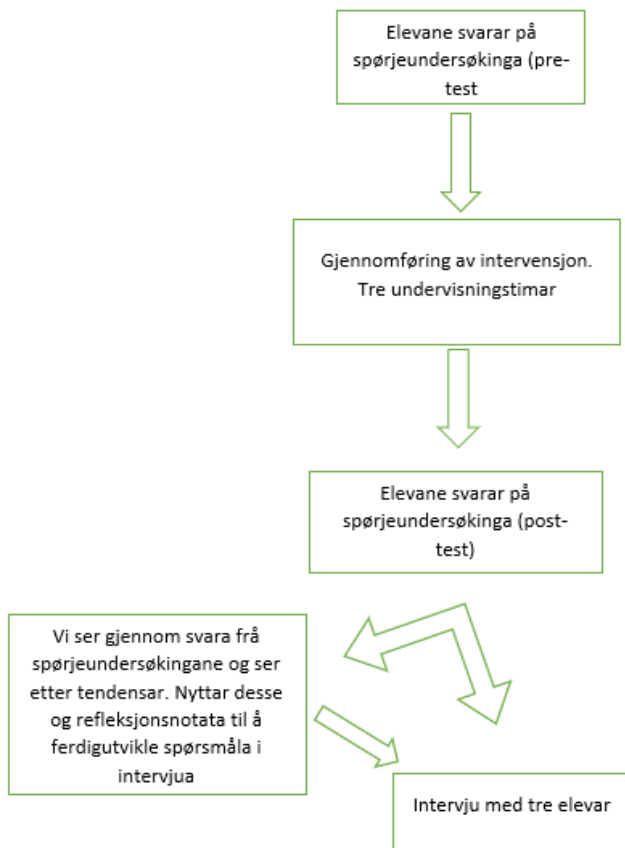 Elevane svarar på
spørjeundersøkinga (pre-
test
Gjennomføring av intervensjon.
Tre undervisningstimar
Elevane svarar på
spørjeundersøkinga (post-
test)
Vi ser gjennom svara frå
spørjeundersøkingane og ser
etter tendensar. Nyttar desse
og refleksjonsnotata til å
ferdigutvikle spørsmåla i
intervjua
Intervju med tre elevar